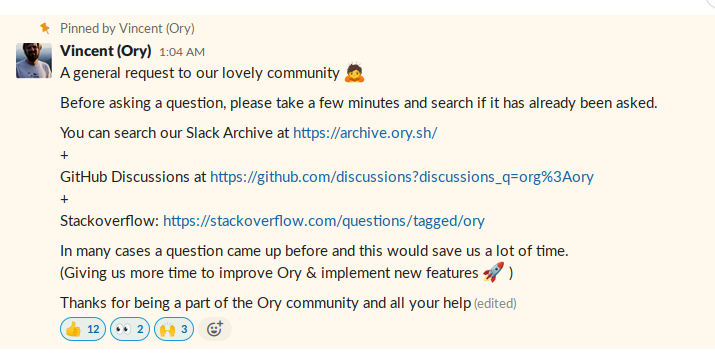 Pinned by Vincent (Ory)
Vincent (Ory) 1:04 AM
A general request to our lovely community 🙇
Before asking a question, please take a few minutes and search if it has already been asked.
You can search our Slack Archive at https://archive.ory.sh/
+
GitHub Discussions at https://github.com/discussions?discussions_q=org%3Aory
+
Stackoverflow: https://stackoverflow.com/questions/tagged/ory
In many cases a question came up before and this would save us a lot of time.
(Giving us more time to improve Ory & implement new features 🚀 )
Thanks for being a part of the Ory community and all your help (edited)
👍 12 👀 2 🙌 3